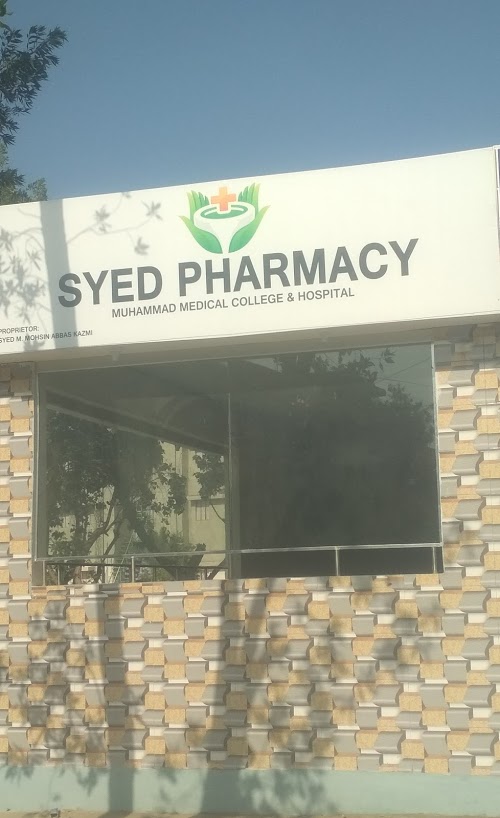 SYED PHARMACY
MUHAMMAD MEDICAL COLLEGE & HOSPITAL
PROPRIETOR:
SYED M. MOHSIN ABBAS KAZMI